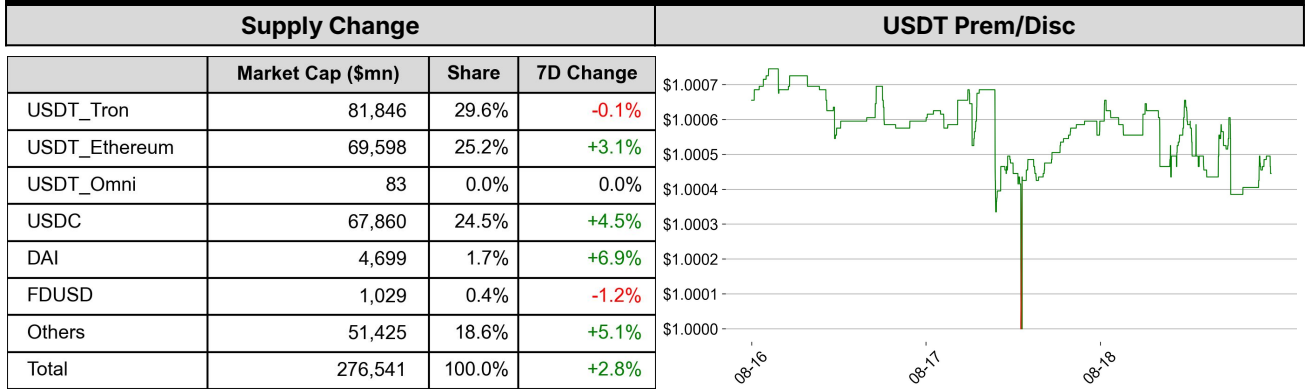 Supply Change
Market Cap ($mn) Share 7D Change
USDT_Tron 81,846 29.6% -0.1%
USDT_Ethereum 69,598 25.2% +3.1%
USDT_Omni 83 0.0% 0.0%
USDC 67,860 24.5% +4.5%
DAI 4,699 1.7% +6.9%
FDUSD 1,029 0.4% -1.2%
Others 51,425 18.6% +5.1%
Total 276,541 100.0% +2.8%
USDT Prem/Disc
$1.0007
$1.0006
$1.0005
$1.0004
$1.0003
$1.0002
$1.0001
$1.0000
08-16
08-17
08-18